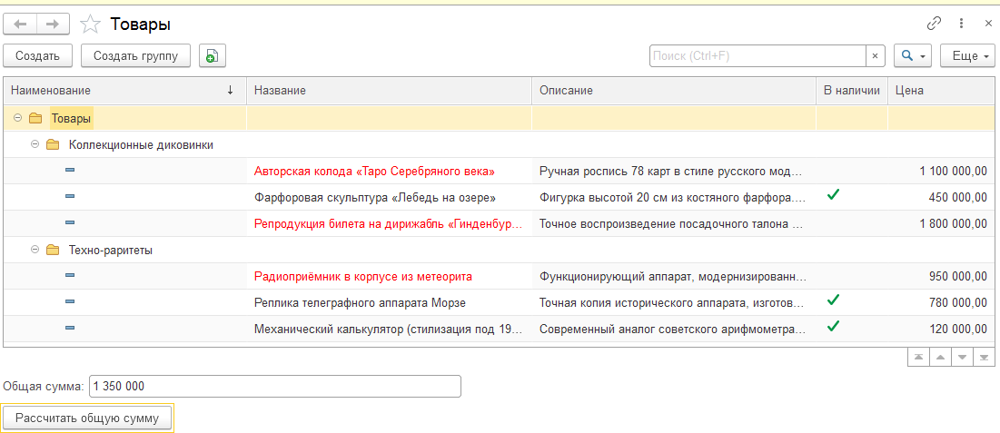 Товары
Создать Создать группу Поиск (Ctrl+F) × Еще
Наименование ↓ Название Описание В наличии Цена
Товары
Коллекционные диковинки
Авторская колода «Таро Серебряного века» Ручная роспись 78 карт в стиле русского мод... 1 100 000,00
Фарфоровая скульптура «Лебедь на озере» Фигурка высотой 20 см из костяного фарфора.... 450 000,00
Репродукция билета на дирижабль «Гинденбур... Точное воспроизведение посадочного талона ... 1 800 000,00
Техно-раритеты
Радиоприёмник в корпусе из метеорита Функционирующий аппарат, модернизированн... 950 000,00
Реплика телеграфного аппарата Морзе Точная копия исторического аппарата, изготов... 780 000,00
Механический калькулятор (стилизация под 19... Современный аналог советского арифмометра... 120 000,00
Общая сумма: 1 350 000
Рассчитать общую сумму